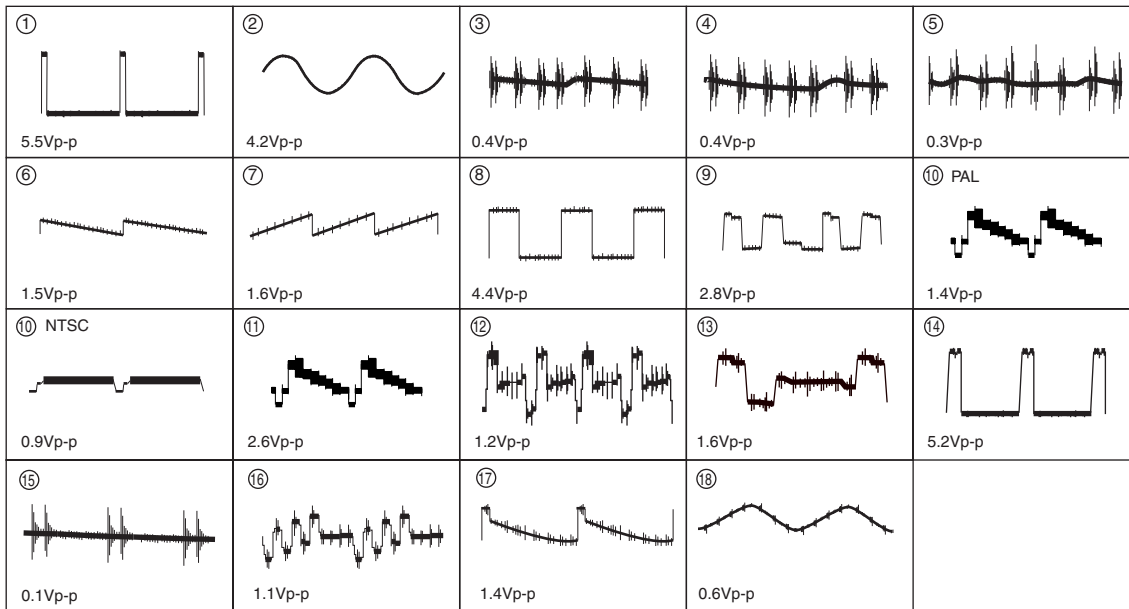 ①
5.5Vp-p
②
4.2Vp-p
③
0.4Vp-p
④
0.4Vp-p
⑤
0.3Vp-p
⑥
1.5Vp-p
⑦
1.6Vp-p
⑧
4.4Vp-p
⑨
2.8Vp-p
⑩ PAL
1.4Vp-p
⑩ NTSC
0.9Vp-p
⑪
2.6Vp-p
⑫
1.2Vp-p
⑬
1.6Vp-p
⑭
5.2Vp-p
⑮
0.1Vp-p
⑯
1.1Vp-p
⑰
1.4Vp-p
⑱
0.6Vp-p